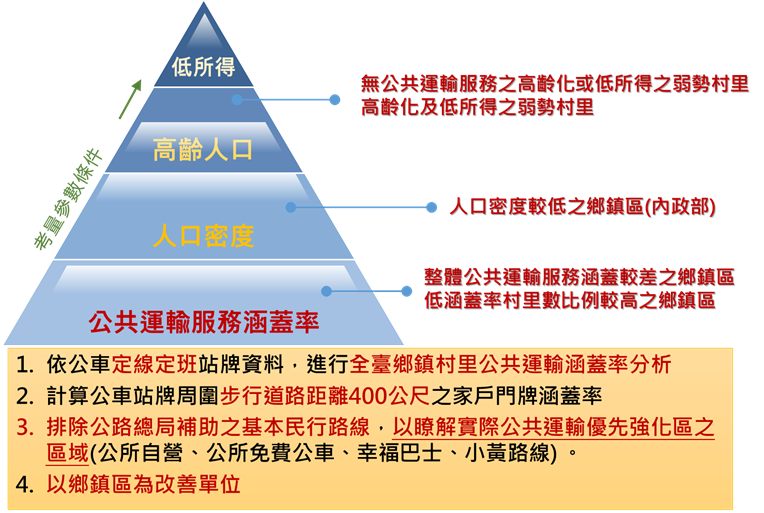 低所得
無公共運輸服務之高齡化或低所得之弱勢村里
高齡化及低所得之弱勢村里
高齡人口
考量參數條件
人口密度較低之鄉鎮區(內政部)
人口密度
整體公共運輸服務涵蓋較差之鄉鎮區
低涵蓋率村里數比例較高之鄉鎮區
公共運輸服務涵蓋率
1. 依公車定線定班站牌資料，進行全臺鄉鎮村里公共運輸涵蓋率分析
2. 計算公車站牌周圍步行道路距離400公尺之家戶門牌涵蓋率
3. 排除公路總局補助之基本民行路線，以瞭解實際公共運輸優先強化區之
區域(公所自營、公所免費公車、幸福巴士、小黃路線) 。
4. 以鄉鎮區為改善單位